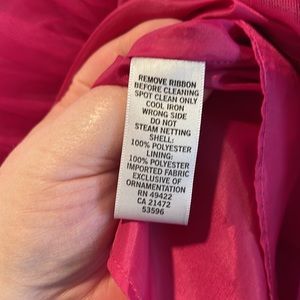 REMOVE RIBBON
BEFORE CLEANING
SPOT CLEAN ONLY
COOL IRON
WRONG SIDE
DO NOT
STEAM NETTING
SHELL:
100% POLYESTER
LINING:
100% POLYESTER
IMPORTED FABRIC
EXCLUSIVE OF
ORNAMENTATION
RN 49422
CA 21472
53596